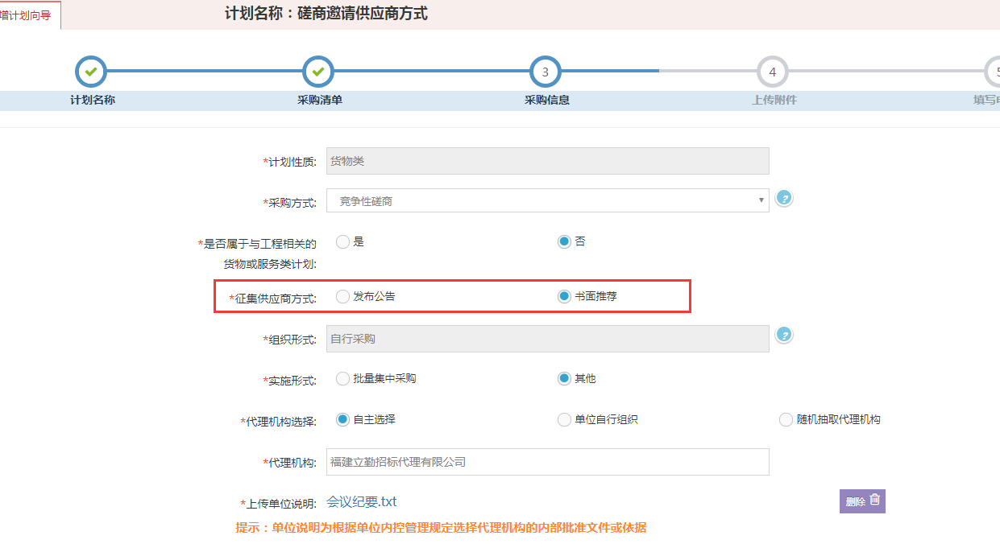 增计划向导
计划名称：磋商邀请供应商方式
3
4
5
计划名称
采购清单
采购信息
上传附件
填写
*计划性质:
货物类
*采购方式:
竞争性磋商
?
*是否属于与工程相关的
货物或服务类计划:
是
否
*征集供应商方式:
发布公告
书面推荐
*组织形式:
自行采购
?
*实施形式:
批量集中采购
其他
*代理机构选择:
自主选择
单位自行组织
随机抽取代理机构
*代理机构:
福建立勤招标代理有限公司
*上传单位说明:
会议纪要.txt
删除
提示：单位说明为根据单位内控管理规定选择代理机构的内部批准文件或依据